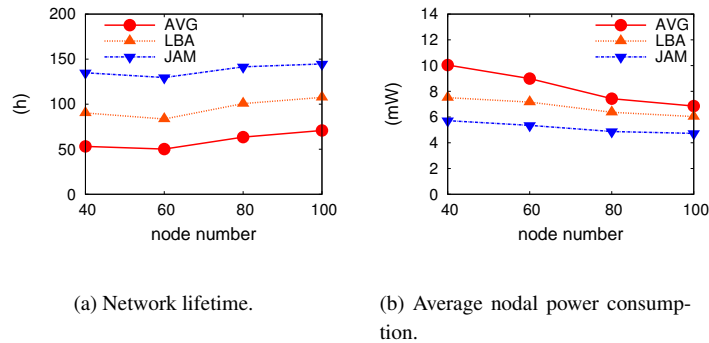 AVG
LBA
JAM
200
150
100
50
0
(h)
40 60 80 100
node number
(a) Network lifetime.
AVG
LBA
JAM
14
12
10
8
6
4
2
0
(mW)
40 60 80 100
node number
(b) Average nodal power consump-
tion.